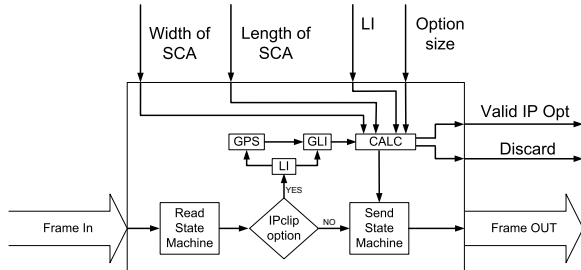 Width of
SCA
Length of
SCA
LI
Option
size
Valid IP Opt
Discard
GPS
GLI
CALC
LI
YES
Frame In
Read
State
Machine
IPclip
option
NO
Send
State
Machine
Frame OUT